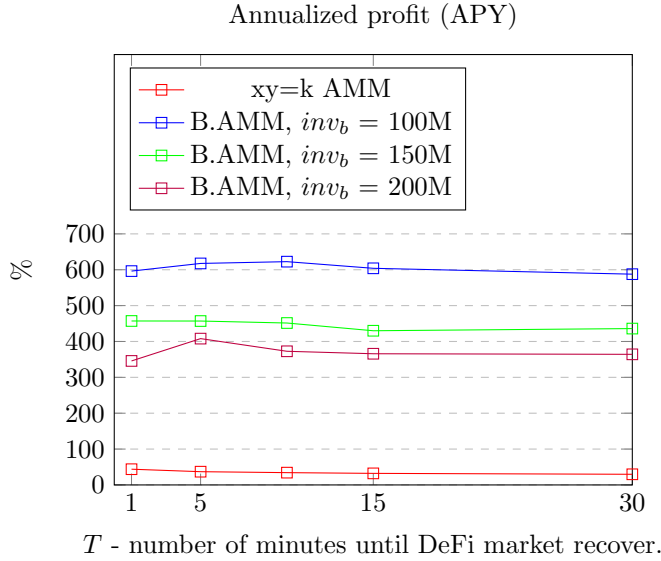 Annualized profit (APY)
xy=k AMM
B.AMM, inv_b = 100M
B.AMM, inv_b = 150M
B.AMM, inv_b = 200M
700
600
500
400
300
200
100
0
%
1 5 15 30
T - number of minutes until DeFi market recover.